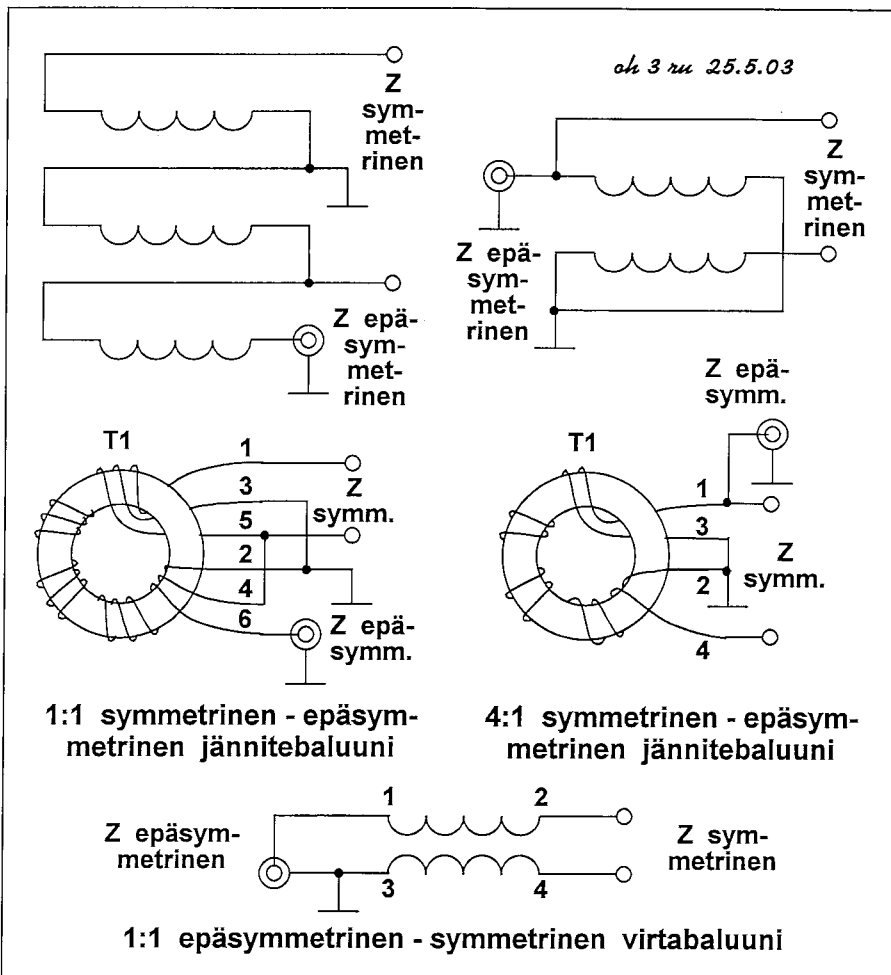 oh 3 ru 25.5.03
Z
sym-
met-
rinen
Z epä-
sym-
met-
rinen
Z
sym-
met-
rinen
Z epä-
sym-
met-
rinen
T1
1
3
5
2
4
6
Z
symm.
Z epä-
symm.
1:1 symmetrinen - epäsym-
metrinen jännitebaluuni
Z epä-
symm.
T1
1
3
2
4
Z
symm.
4:1 symmetrinen - epäsym-
metrinen jännitebaluuni
Z epäsym-
metrinen
1
2
3
4
Z sym-
metrinen
1:1 epäsymmetrinen - symmetrinen virtabaluuni